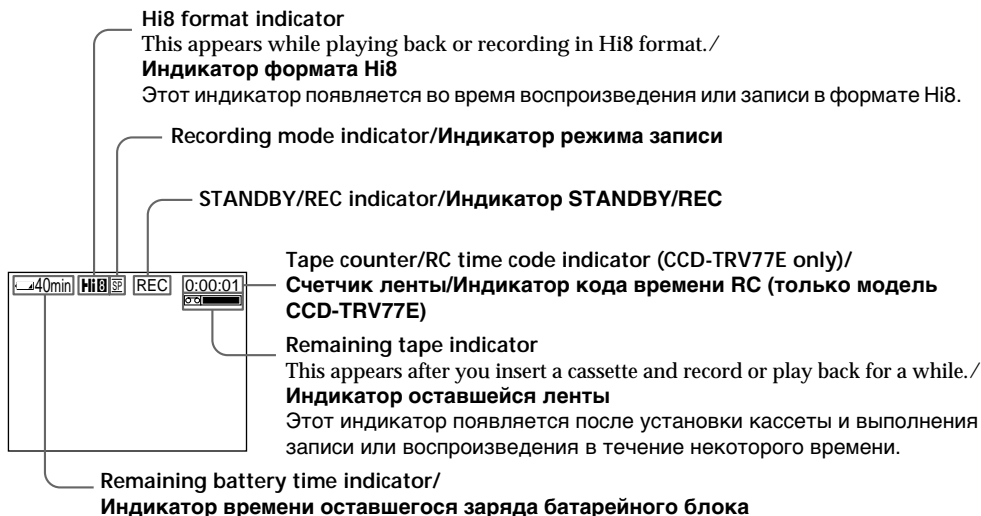 Hi8 format indicator
This appears while playing back or recording in Hi8 format./
Индикатор формата Hi8
Этот индикатор появляется во время воспроизведения или записи в формате Hi8.
Recording mode indicator/Индикатор режима записи
STANDBY/REC indicator/Индикатор STANDBY/REC
40min Hi8 SP REC 0:00:01
Tape counter/RC time code indicator (CCD-TRV77E only)/
Счетчик ленты/Индикатор кода времени RC (только модель
CCD-TRV77E)
Remaining tape indicator
This appears after you insert a cassette and record or play back for a while./
Индикатор оставшейся ленты
Этот индикатор появляется после установки кассеты и выполнения
записи или воспроизведения в течение некоторого времени.
Remaining battery time indicator/
Индикатор времени оставшегося заряда батарейного блока